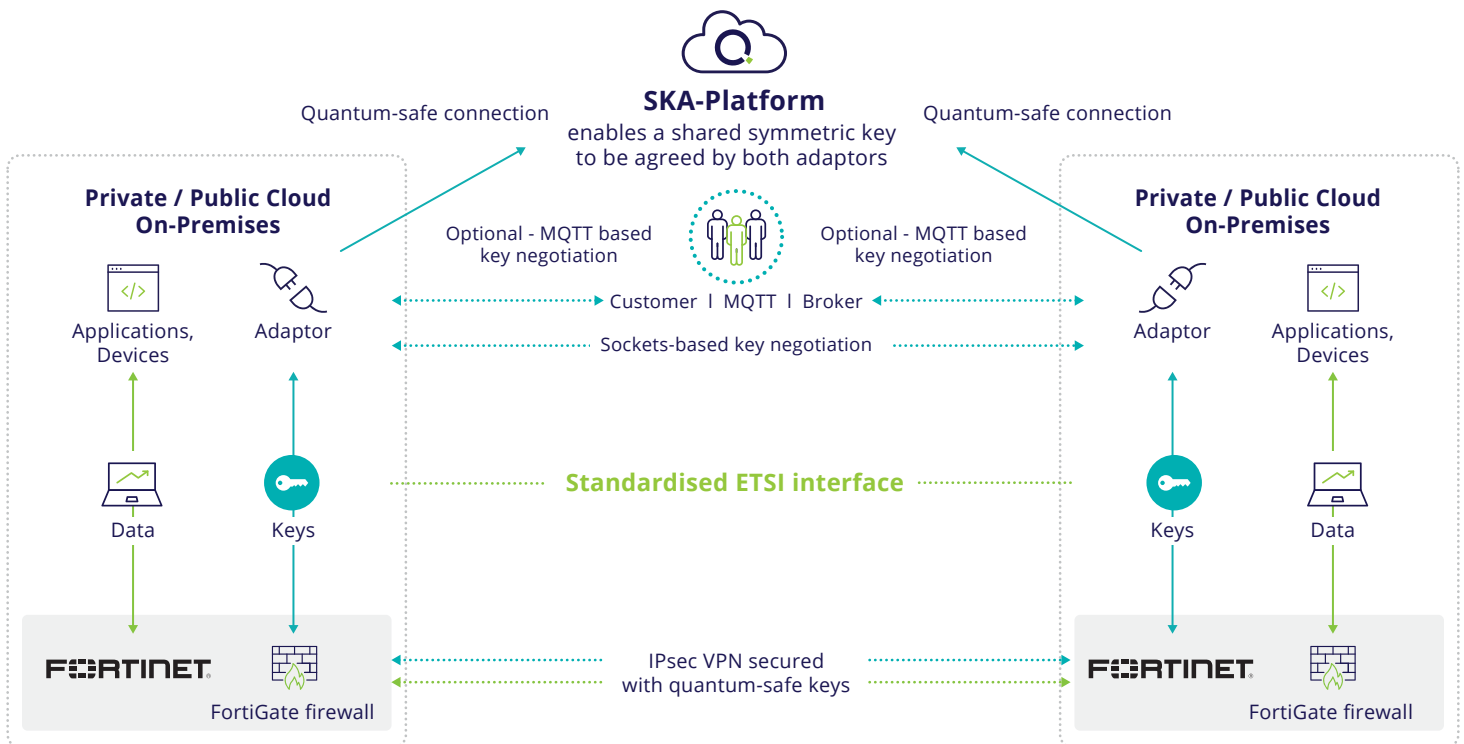 SKA-Platform
enables a shared symmetric key
to be agreed by both adaptors
Quantum-safe connection
Quantum-safe connection
Private / Public Cloud
On-Premises
Applications,
Devices
Adaptor
Data
Keys
FORTINET®
FortiGate firewall
Optional - MQTT based
key negotiation
Optional - MQTT based
key negotiation
Customer I MQTT I Broker
Sockets-based key negotiation
Standardised ETSI interface
IPsec VPN secured
with quantum-safe keys
Private / Public Cloud
On-Premises
Adaptor
Applications,
Devices
Keys
Data
FORTINET®
FortiGate firewall